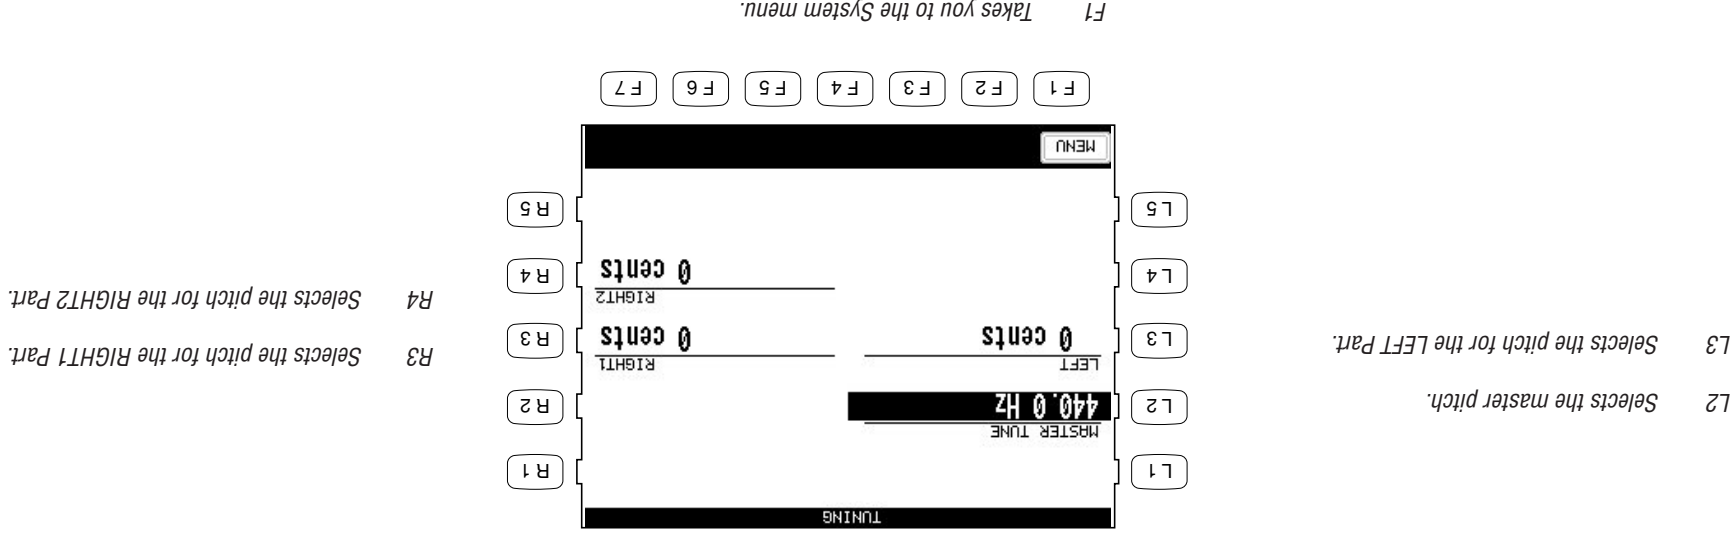 TUNING
L1
R1
MASTER TUNE
440.0 Hz
L2
R2
L2 Selects the master pitch.
LEFT
0 cents
L3
L3 Selects the pitch for the LEFT Part.
RIGHT1
0 cents
R3
R3 Selects the pitch for the RIGHT1 Part.
RIGHT2
0 cents
L4
R4
R4 Selects the pitch for the RIGHT2 Part.
L5
R5
MENU
F1 F2 F3 F4 F5 F6 F7
F1 Takes you to the System menu.